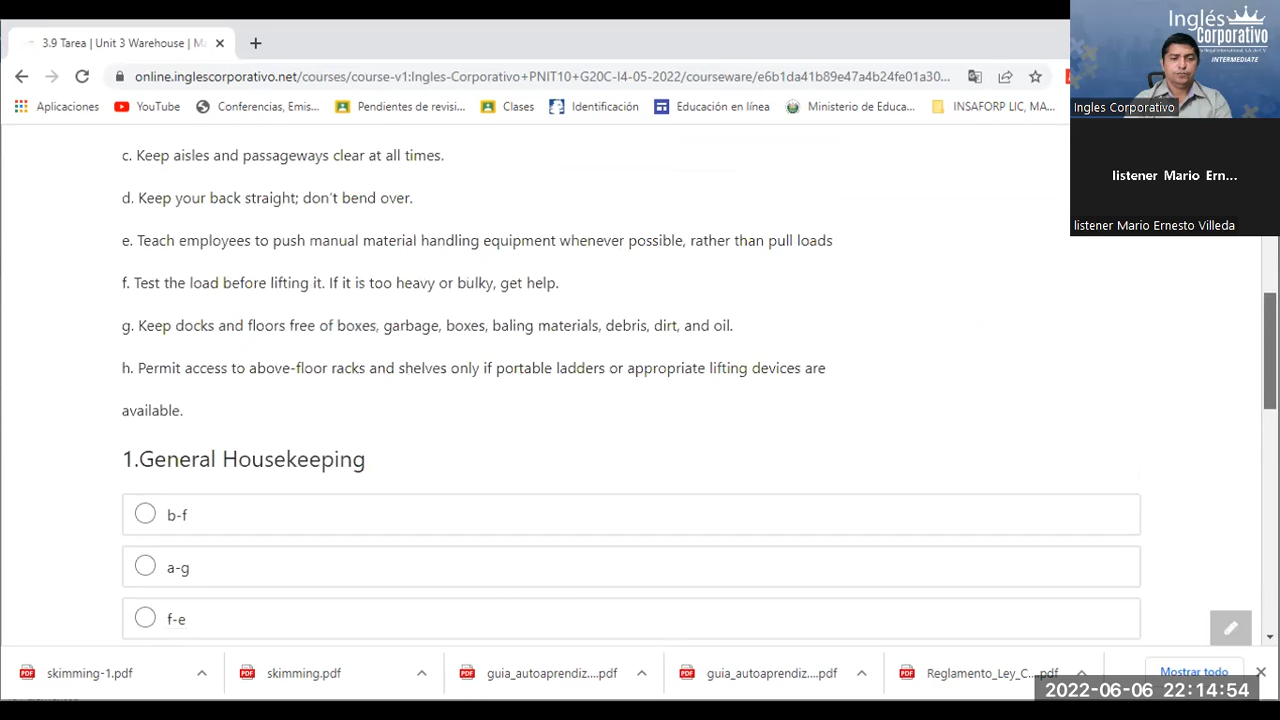 Inglés
Corporativo
INTERMEDIATE
3.9 Tarea | Unit 3 Warehouse | Ma
online.inglescorporativo.net/courses/course-v1:Ingles-Corporativo+PNIT10+G20C-I4-05-2022/courseware/e6b1da41b89e47a4b24fe01a30...
Ingles Corporativo
Aplicaciones YouTube Conferencias, Emis... Pendientes de revisi... Clases Identificación Educación en línea Ministerio de Educa... INSAFORP LIC, MA...
c. Keep aisles and passageways clear at all times.
listener Mario Ern...
d. Keep your back straight; don't bend over.
listener Mario Ernesto Villeda
e. Teach employees to push manual material handling equipment whenever possible, rather than pull loads
f. Test the load before lifting it. If it is too heavy or bulky, get help.
g. Keep docks and floors free of boxes, garbage, boxes, baling materials, debris, dirt, and oil.
h. Permit access to above-floor racks and shelves only if portable ladders or appropriate lifting devices are
available.
1.General Housekeeping
b-f
a-g
f-e
skimming-1.pdf skimming.pdf guia_autoaprendiz....pdf guia_autoaprendiz....pdf Reglamento_Ley_C....pdf Mostrar todo
2022-06-06 22:14:54